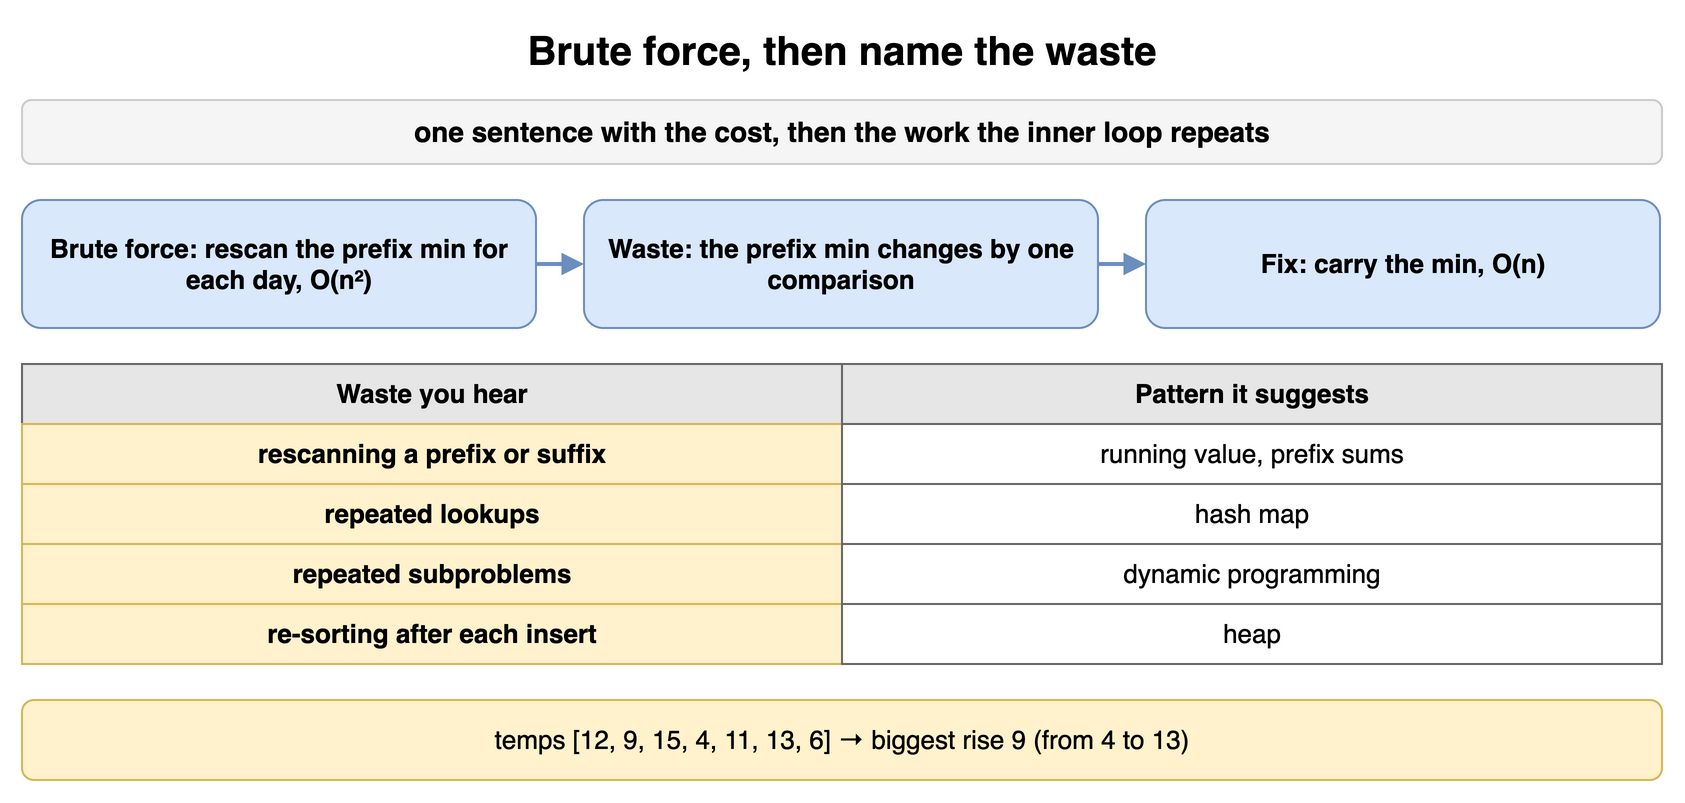 Brute force, then name the waste
one sentence with the cost, then the work the inner loop repeats
Brute force: rescan the prefix min for
each day, O(n²)
Waste: the prefix min changes by one
comparison
Fix: carry the min, O(n)
Waste you hear
Pattern it suggests
rescanning a prefix or suffix
running value, prefix sums
repeated lookups
hash map
repeated subproblems
dynamic programming
re-sorting after each insert
heap
temps [12, 9, 15, 4, 11, 13, 6] → biggest rise 9 (from 4 to 13)